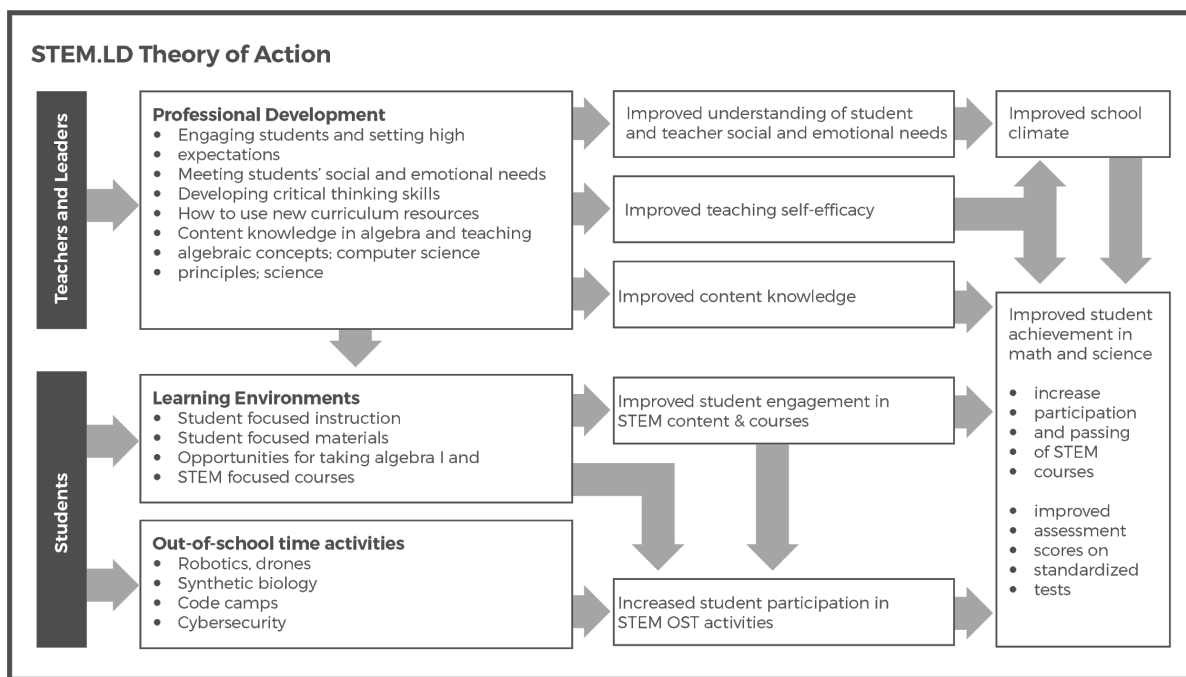 STEM.LD Theory of Action
Teachers and Leaders
Professional Development
• Engaging students and setting high
• expectations
• Meeting students’ social and emotional needs
• Developing critical thinking skills
• How to use new curriculum resources
• Content knowledge in algebra and teaching
• algebraic concepts; computer science
• principles; science
Improved understanding of student
and teacher social and emotional needs
Improved teaching self-efficacy
Improved content knowledge
Improved school
climate
Students
Learning Environments
• Student focused instruction
• Student focused materials
• Opportunities for taking algebra I and
• STEM focused courses
Out-of-school time activities
• Robotics, drones
• Synthetic biology
• Code camps
• Cybersecurity
Improved student engagement in
STEM content & courses
Increased student participation in
STEM OST activities
Improved student
achievement in
math and science
• increase
• participation
• and passing
• of STEM
• courses
• improved
• assessment
• scores on
• standardized
• tests